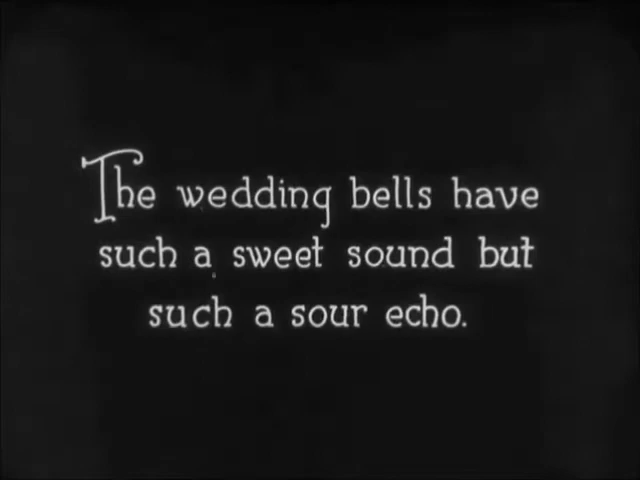 The wedding bells have
such a sweet sound but
such a sour echo.